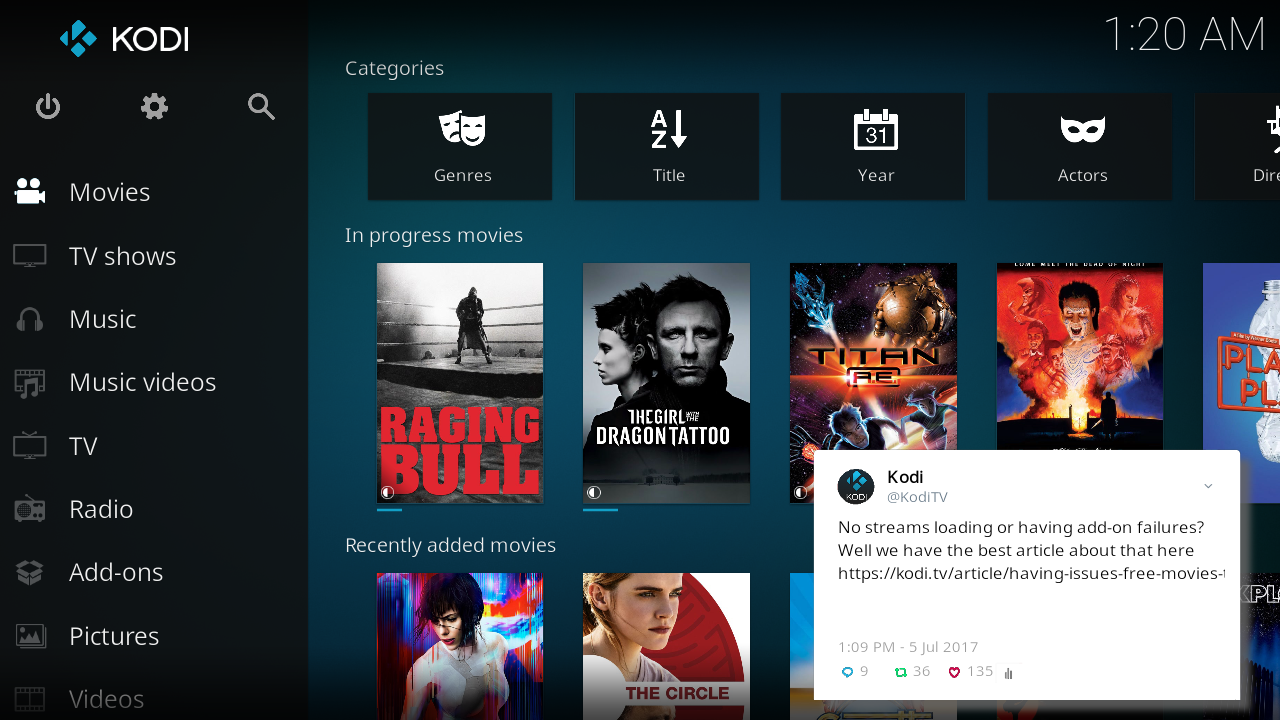 KODI
1:20 AM
Categories
Genres
Title
Year
Actors
Dire
A
Z
31
Movies
TV shows
Music
Music videos
TV
Radio
Add-ons
Pictures
Videos
In progress movies
RAGING
BULL
THE GIRL WITH THE
DRAGON TATTOO
TITAN
AE
COME MEET THE DEAD OF NIGHT
PLA
PL
Recently added movies
THE CIRCLE
Kodi
@KodiTV
No streams loading or having add-on failures?
Well we have the best article about that here
https://kodi.tv/article/having-issues-free-movies-t
1:09 PM - 5 Jul 2017
9 36 135